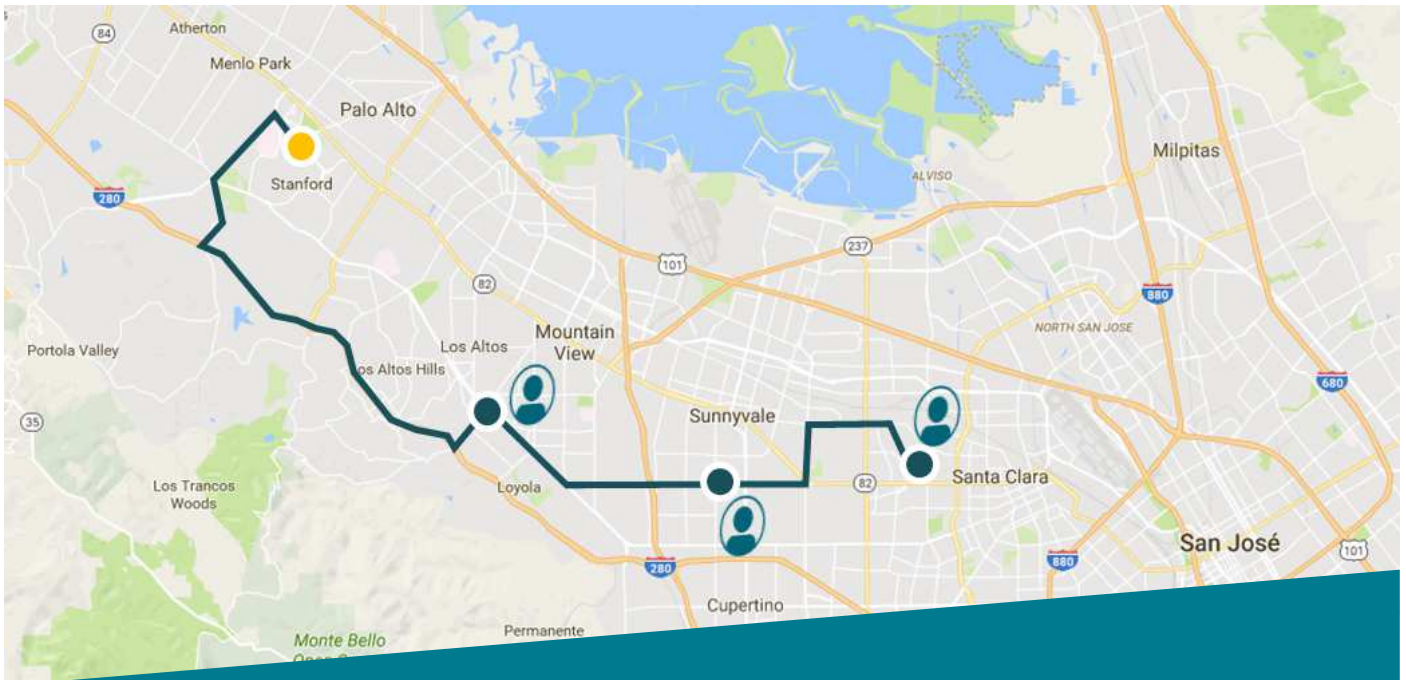 84
Atherton
Menlo Park
Palo Alto
Stanford
280
Milpitas
ALVISO
237
101
82
880
NORTH SAN JOSE
Mountain
View
Portola Valley
Los Altos
os Altos Hills
680
35
Sunnyvale
Santa Clara
82
Loyola
Los Trancos
Woods
San José
101
280
880
Cupertino
Permanente
Monte Bello